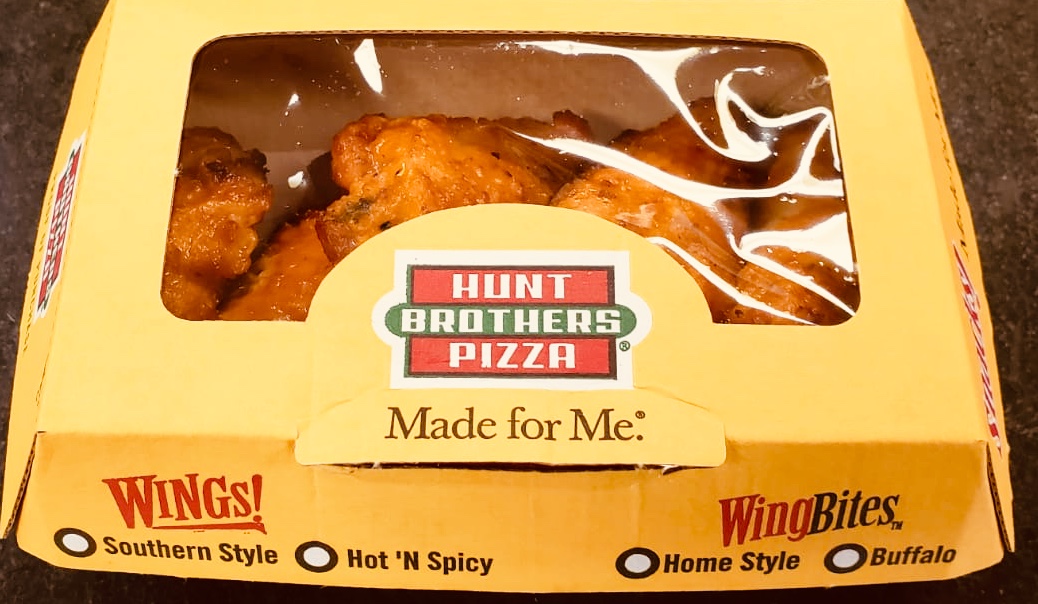 HUNT
BROTHERS®
PIZZA
Made for Me.®
WINGS!
Southern Style
Hot 'N Spicy
WingBites™
Home Style
Buffalo